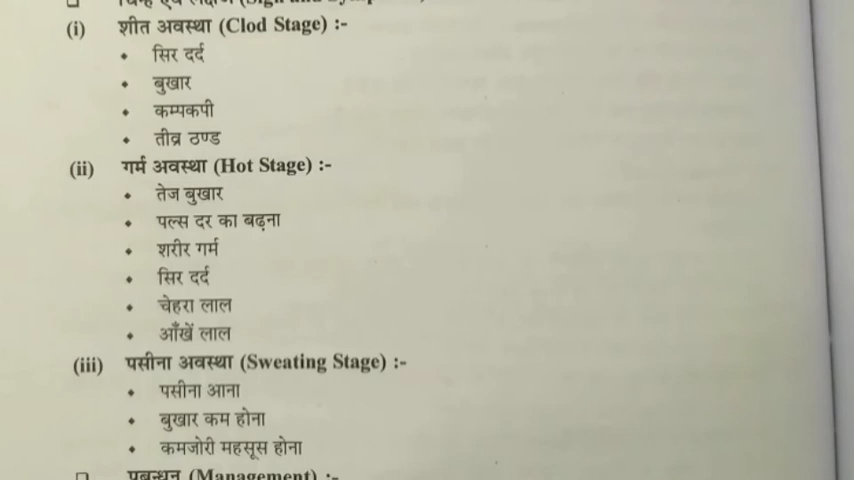 (i) शीत अवस्था (Clod Stage) :-
• सिर दर्द
• बुखार
• कम्पकपी
• तीव्र ठण्ड
(ii) गर्म अवस्था (Hot Stage) :-
• तेज बुखार
• पल्स दर का बढ़ना
• शरीर गर्म
• सिर दर्द
• चेहरा लाल
• आँखें लाल
(iii) पसीना अवस्था (Sweating Stage) :-
• पसीना आना
• बुखार कम होना
• कमजोरी महसूस होना
प्रबन्धन (Management) :-